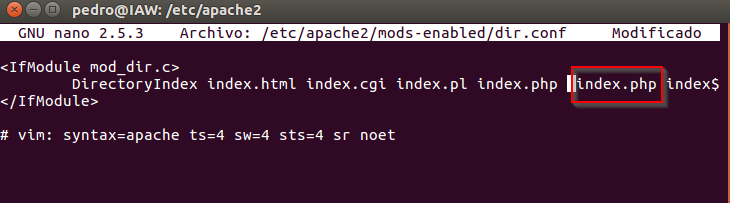 pedro@IAW: /etc/apache2
GNU nano 2.5.3 Archivo: /etc/apache2/mods-enabled/dir.conf Modificado
<IfModule mod_dir.c>
DirectoryIndex index.html index.cgi index.pl index.php index.php index$
</IfModule>
# vim: syntax=apache ts=4 sw=4 sts=4 sr noet